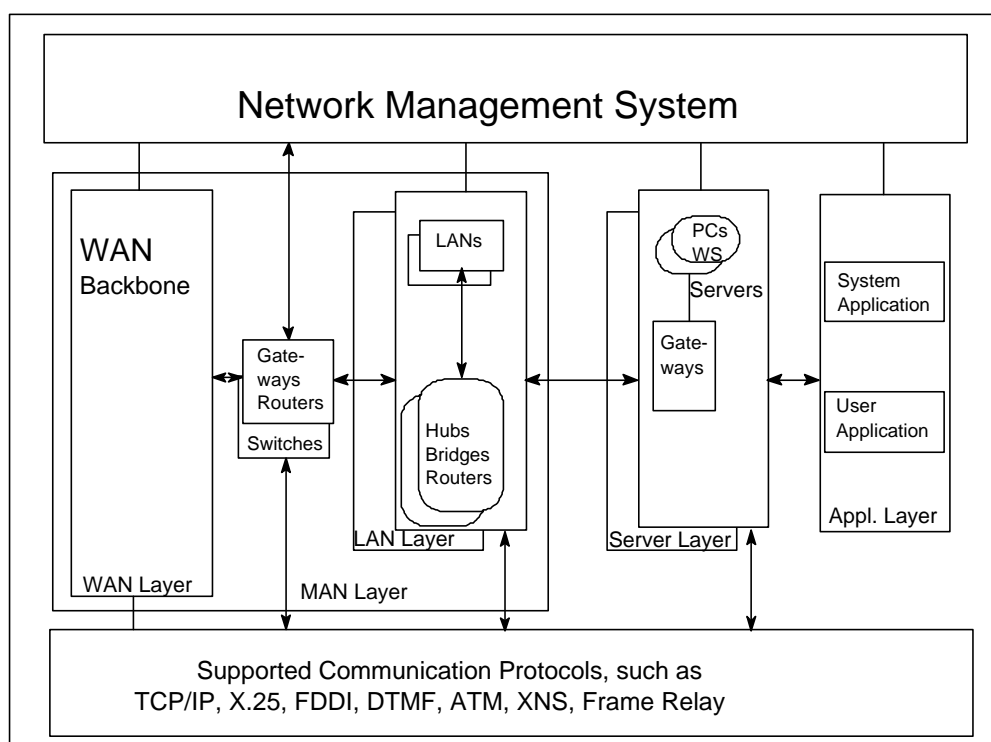 Network Management System
WAN
Backbone
WAN Layer
Gate-
ways
Routers
Switches
MAN Layer
LANs
Hubs
Bridges
Routers
LAN Layer
PCs
WS
Servers
Gate-
ways
Server Layer
System
Application
User
Application
Appl. Layer
Supported Communication Protocols, such as
TCP/IP, X.25, FDDI, DTMF, ATM, XNS, Frame Relay